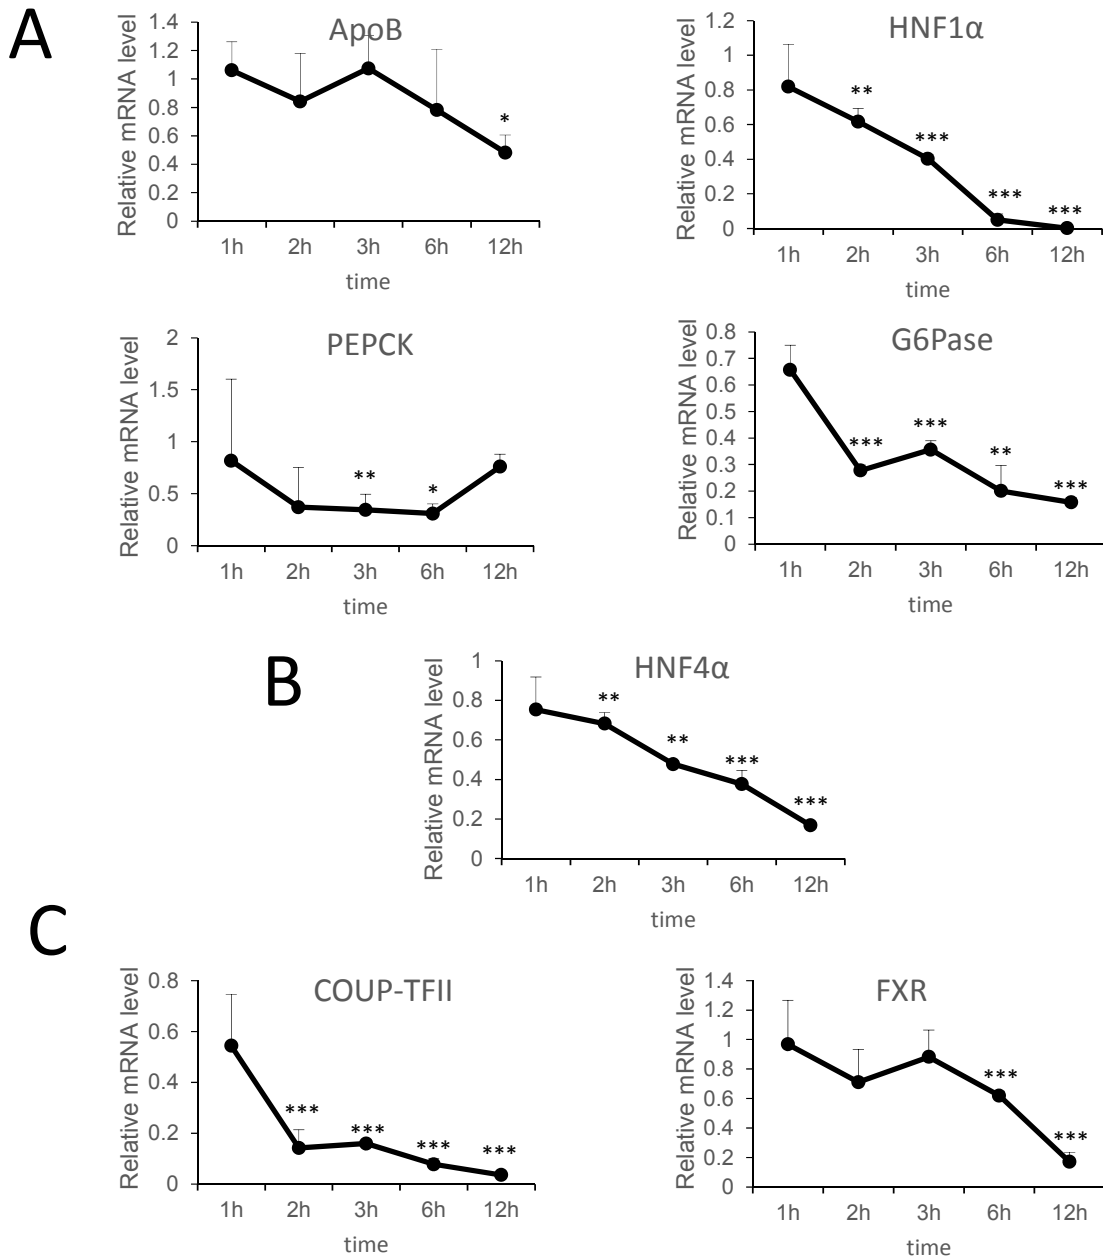 A
ApoB
Relative mRNA level
1.4
1.2
1
0.8
0.6
0.4
0.2
0
*
1h 2h 3h 6h 12h
time
HNF1α
Relative mRNA level
1.2
1
0.8
0.6
0.4
0.2
0
** *** *** ***
1h 2h 3h 6h 12h
time
PEPCK
Relative mRNA level
2
1.5
1
0.5
0
** *
1h 2h 3h 6h 12h
time
G6Pase
Relative mRNA level
0.8
0.7
0.6
0.5
0.4
0.3
0.2
0.1
0
*** *** ** ***
1h 2h 3h 6h 12h
time
B
HNF4α
Relative mRNA level
1
0.8
0.6
0.4
0.2
0
** ** *** ***
1h 2h 3h 6h 12h
time
C
COUP-TFII
Relative mRNA level
0.8
0.6
0.4
0.2
0
*** *** *** ***
1h 2h 3h 6h 12h
time
FXR
Relative mRNA level
1.4
1.2
1
0.8
0.6
0.4
0.2
0
*** ***
1h 2h 3h 6h 12h
time